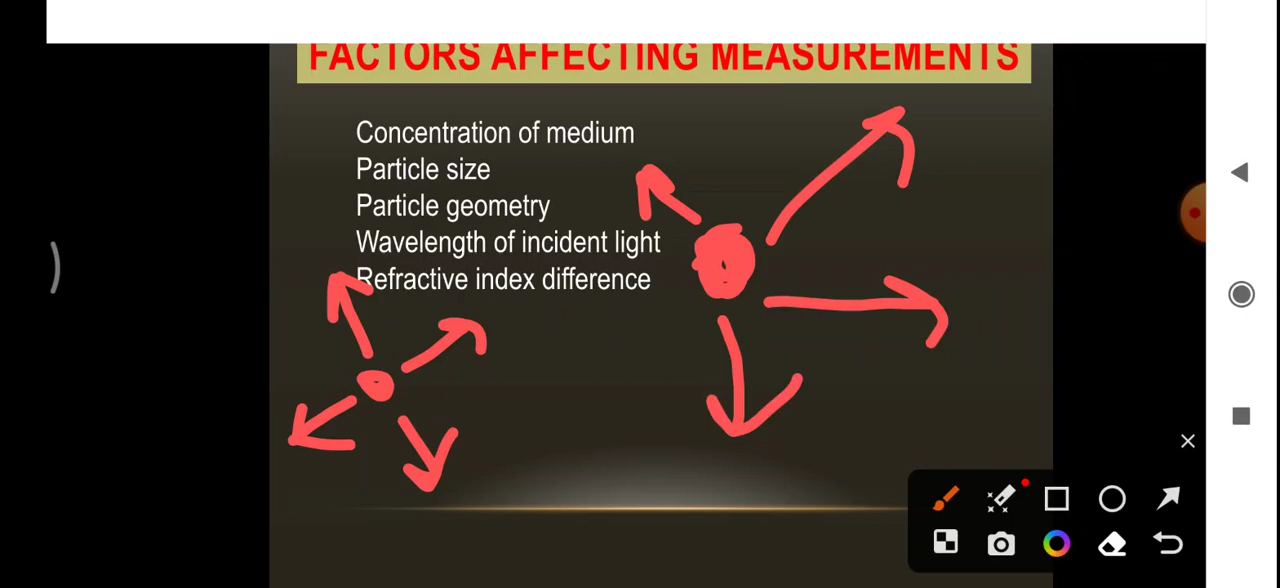 FACTORS AFFECTING MEASUREMENTS
Concentration of medium
Particle size
Particle geometry
Wavelength of incident light
Refractive index difference